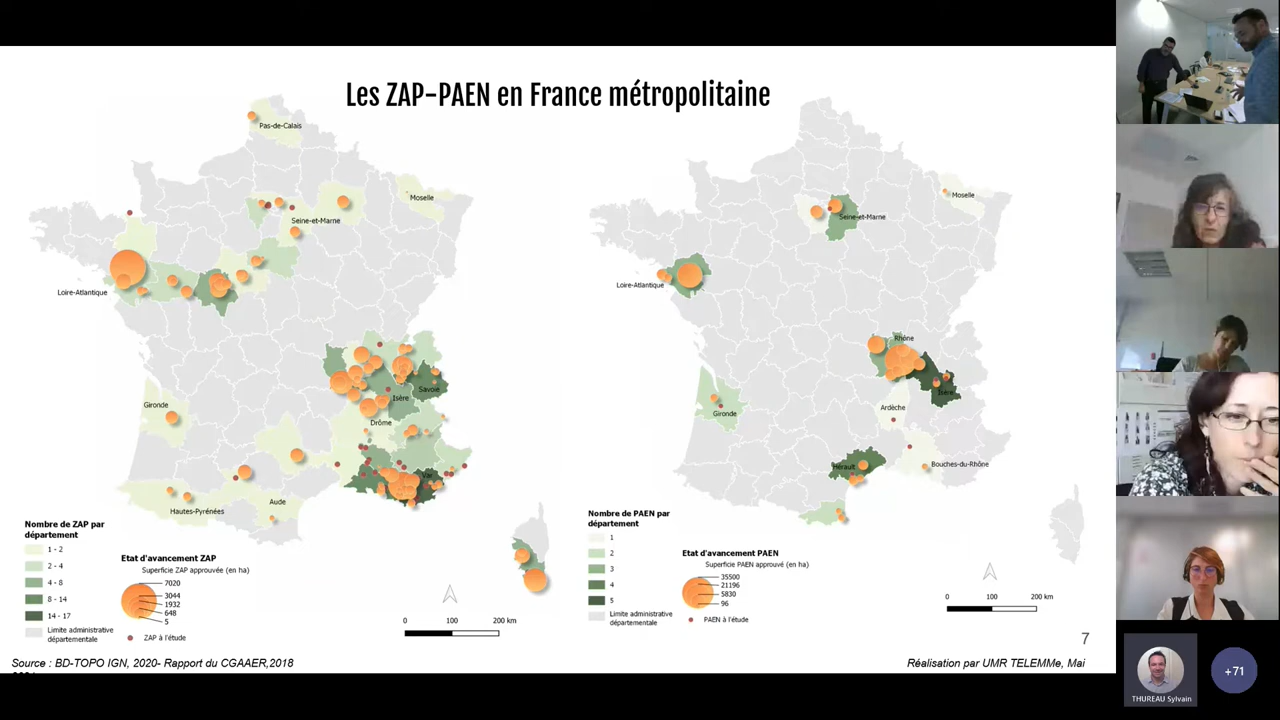 Les ZAP-PAEN en France métropolitaine
Pas-de-Calais
Moselle
Seine-et-Marne
Loire-Atlantique
Savoie
Isère
Gironde
Drôme
Var
Aude
Hautes-Pyrénées
Nombre de ZAP par
département
1 - 2
2 - 4
4 - 8
8 - 14
14 - 17
Limite administrative
départementale
Etat d'avancement ZAP
Superficie ZAP approuvée (en ha)
7020
3044
1932
648
5
ZAP à l'étude
0 100 200 km
Moselle
Seine-et-Marne
Loire-Atlantique
Rhône
Isère
Ardèche
Gironde
Hérault
Bouches-du-Rhône
Nombre de PAEN par
département
1
2
3
4
5
Limite administrative
départementale
Etat d'avancement PAEN
Superficie PAEN approuvé (en ha)
35500
21196
5830
96
PAEN à l'étude
0 100 200 km
7
Source : BD-TOPO IGN, 2020- Rapport du CGAAER,2018
Réalisation par UMR TELEMMe, Mai
THUREAU Sylvain
+71